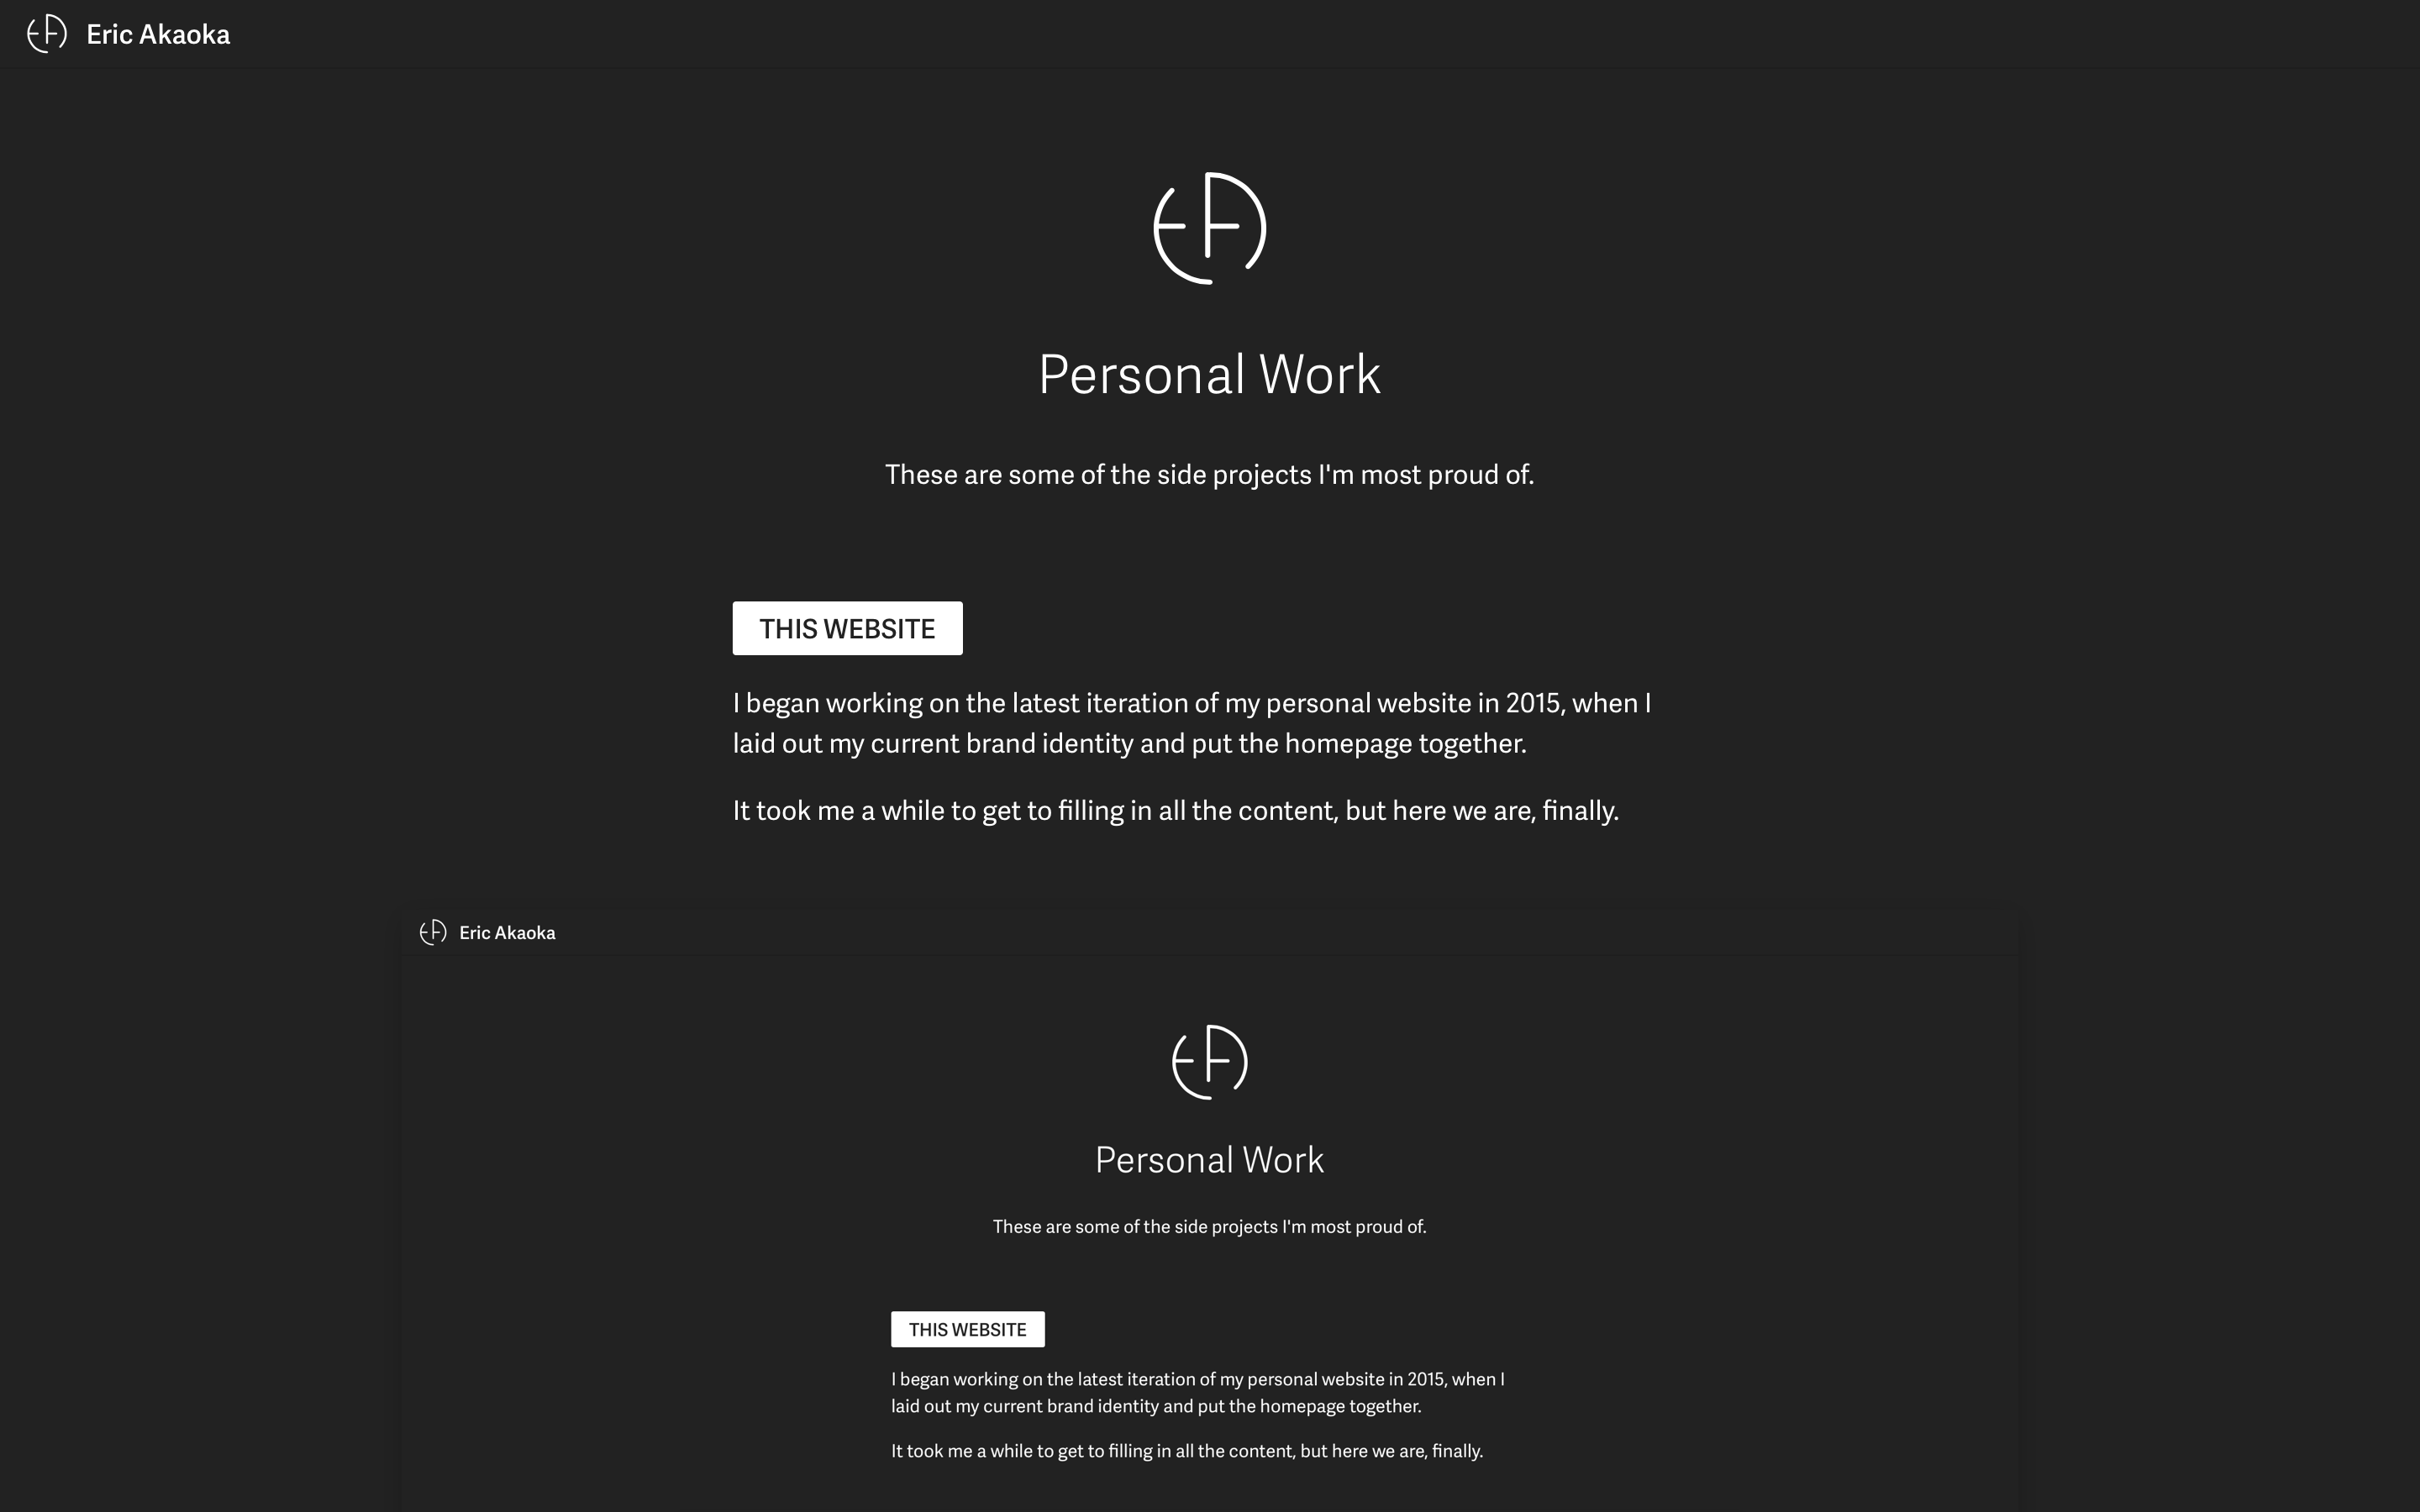 Eric Akaoka
Personal Work
These are some of the side projects I'm most proud of.
THIS WEBSITE
I began working on the latest iteration of my personal website in 2015, when I
laid out my current brand identity and put the homepage together.
It took me a while to get to filling in all the content, but here we are, finally.
Eric Akaoka
Personal Work
These are some of the side projects I'm most proud of.
THIS WEBSITE
I began working on the latest iteration of my personal website in 2015, when I
laid out my current brand identity and put the homepage together.
It took me a while to get to filling in all the content, but here we are, finally.